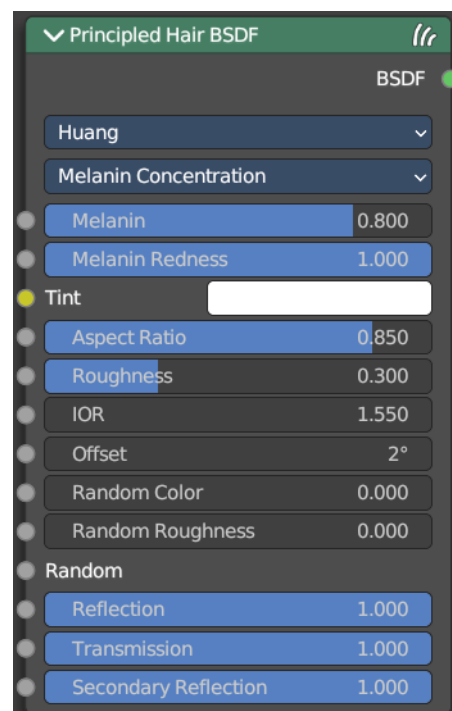 Principled Hair BSDF
BSDF
Huang
Melanin Concentration
Melanin 0.800
Melanin Redness 1.000
Tint
Aspect Ratio 0.850
Roughness 0.300
IOR 1.550
Offset 2°
Random Color 0.000
Random Roughness 0.000
Random
Reflection 1.000
Transmission 1.000
Secondary Reflection 1.000